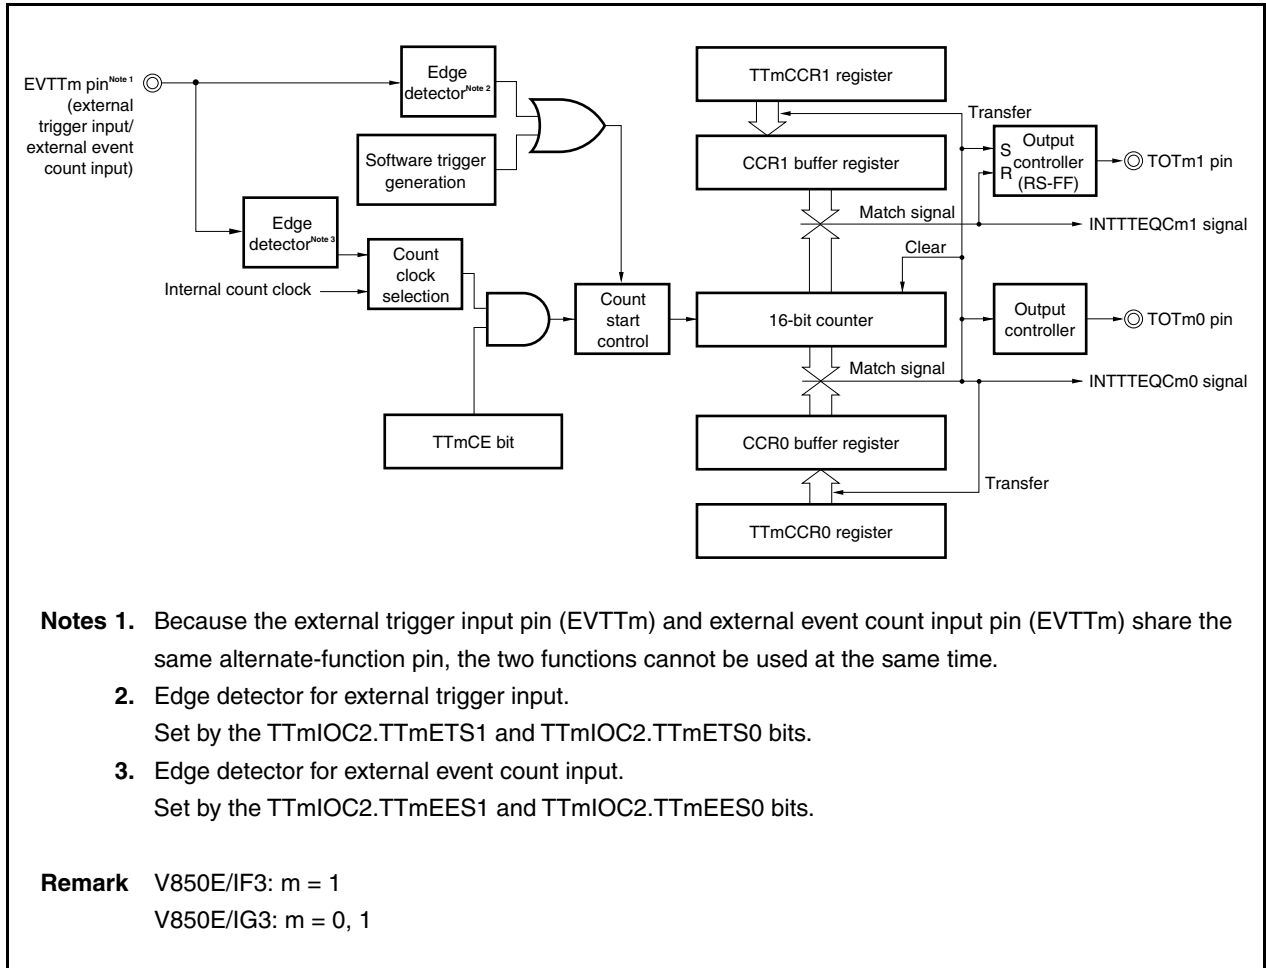 EVTTm pin Note 1
(external
trigger input/
external event
count input)
Edge
detector Note 2
Software trigger
generation
Edge
detector Note 3
Internal count clock
Count
clock
selection
TTmCE bit
Count
start
control
TTmCCR1 register
Transfer
CCR1 buffer register
Match signal
Clear
16-bit counter
Match signal
CCR0 buffer register
Transfer
TTmCCR0 register
S
R
Output
controller
(RS-FF)
TOTm1 pin
INTTTEQCm1 signal
Output
controller
TOTm0 pin
INTTTEQCm0 signal
Notes 1. Because the external trigger input pin (EVTTm) and external event count input pin (EVTTm) share the
same alternate-function pin, the two functions cannot be used at the same time.
2. Edge detector for external trigger input.
Set by the TTmIOC2.TTmETS1 and TTmIOC2.TTmETS0 bits.
3. Edge detector for external event count input.
Set by the TTmIOC2.TTmEES1 and TTmIOC2.TTmEES0 bits.
Remark V850E/IF3: m = 1
V850E/IG3: m = 0, 1